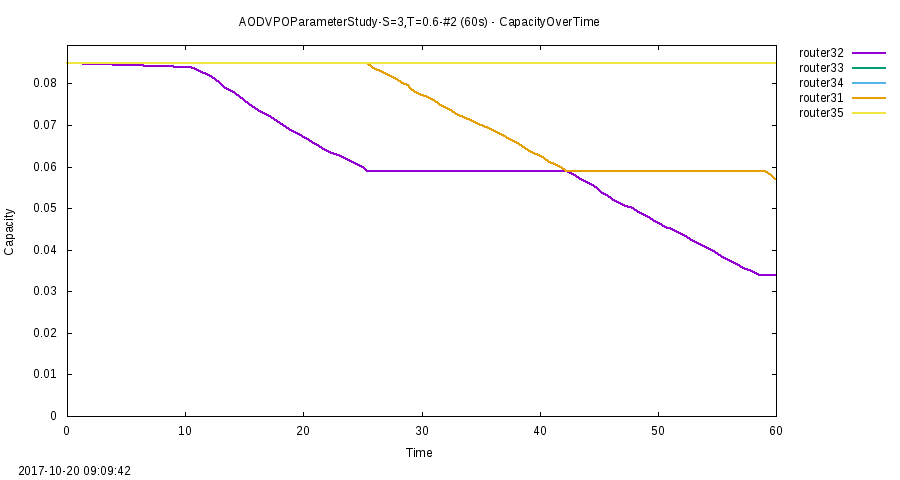 AODVPOParameterStudy-S=3,T=0.6-#2 (60s) - CapacityOverTime
router32
router33
router34
router31
router35
0.08
0.07
0.06
0.05
0.04
0.03
0.02
0.01
0
Capacity
0 10 20 30 40 50 60
Time
2017-10-20 09:09:42